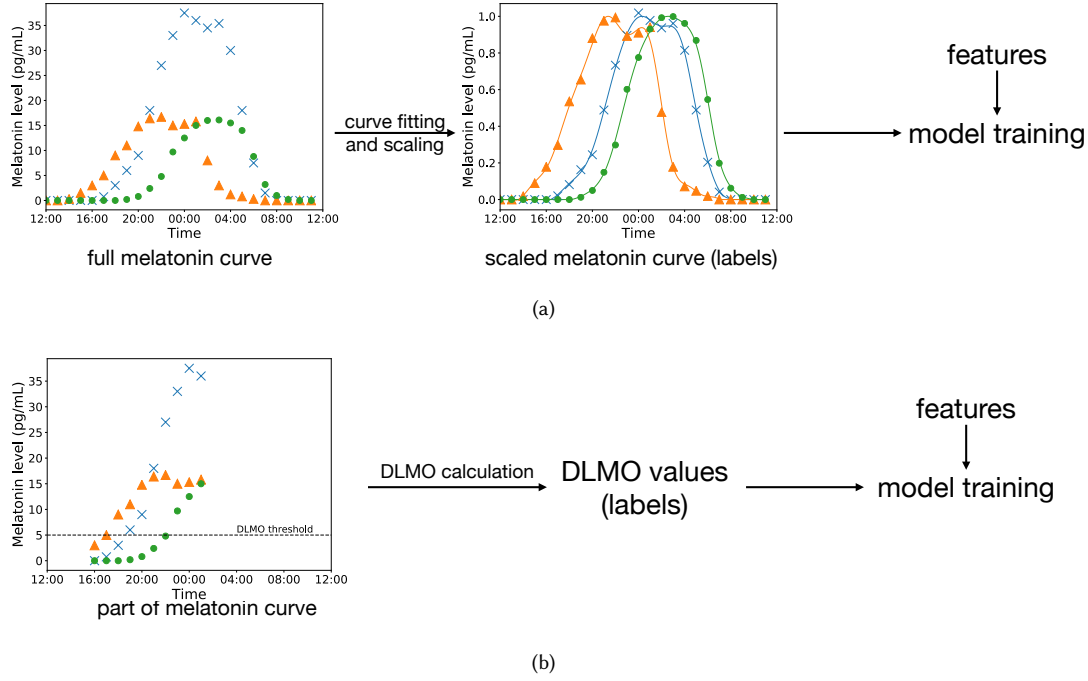 Melatonin level (pg/mL)
35
30
25
20
15
10
5
0
12:00 16:00 20:00 00:00 04:00 08:00 12:00
Time
full melatonin curve
curve fitting
and scaling
Melatonin level (pg/mL)
1.0
0.8
0.6
0.4
0.2
0.0
12:00 16:00 20:00 00:00 04:00 08:00 12:00
Time
scaled melatonin curve (labels)
features
model training
(a)
Melatonin level (pg/mL)
35
30
25
20
15
10
5
0
DLMO threshold
12:00 16:00 20:00 00:00 04:00 08:00 12:00
Time
part of melatonin curve
DLMO calculation
DLMO values
(labels)
features
model training
(b)